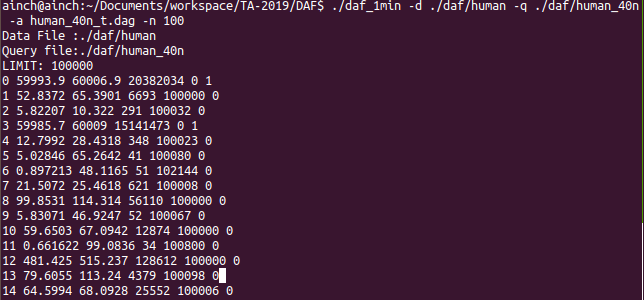 ainch@ainch:~/Documents/workspace/TA-2019/DAF$ ./daf_1min -d ./daf/human -q ./daf/human_40n
-a human_40n_t.dag -n 100
Data File :./daf/human
Query file:./daf/human_40n
LIMIT: 100000
0 59993.9 60006.9 20382034 0 1
1 52.8372 65.3901 6693 100000 0
2 5.82207 10.322 291 100032 0
3 59985.7 60009 15141473 0 1
4 12.7992 28.4318 348 100023 0
5 5.02846 65.2642 41 100080 0
6 0.897213 48.1165 51 102144 0
7 21.5072 25.4618 621 100008 0
8 99.8531 114.314 56110 100000 0
9 5.83071 46.9247 52 100067 0
10 59.6503 67.0942 12874 100000 0
11 0.661622 99.0836 34 100800 0
12 481.425 515.237 128612 100000 0
13 79.6055 113.24 4379 100098 0
14 64.5994 68.0928 25552 100006 0